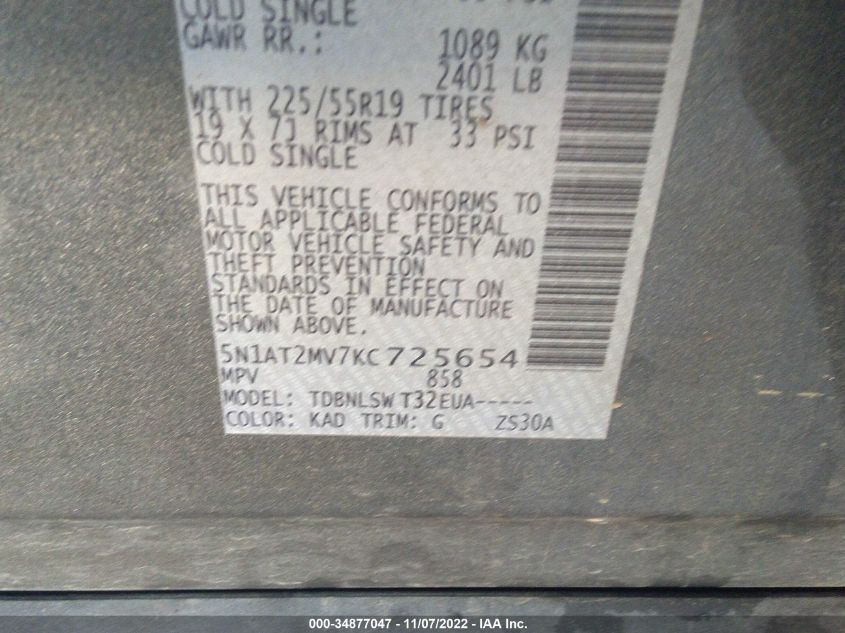 COLD SINGLE
GAWR RR.: 1089 KG
2401 LB
WITH 225/55R19 TIRES
19 X 7J RIMS AT 33 PSI
COLD SINGLE
THIS VEHICLE CONFORMS TO
ALL APPLICABLE FEDERAL
MOTOR VEHICLE SAFETY AND
THEFT PREVENTION
STANDARDS IN EFFECT ON
THE DATE OF MANUFACTURE
SHOWN ABOVE.
5N1AT2MV7KC725654
MPV 858
MODEL: TDBNLSW T32EUA-----
COLOR: KAD TRIM: G ZS30A
000-34877047 - 11/07/2022 - IAA Inc.